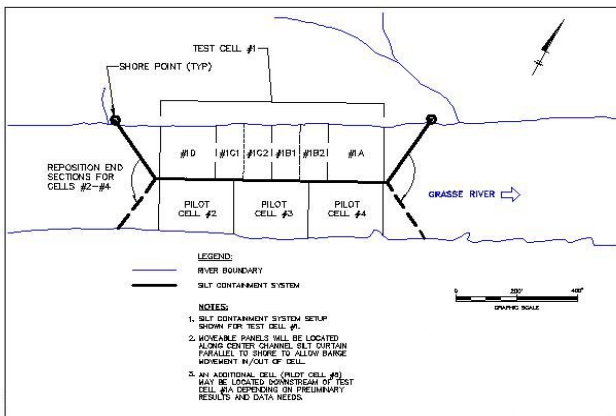 TEST CELL #1
SHORE POINT (TYP)
#1D
#1C1
#1C2
#1B1
#1B2
#1A
REPOSITION END
SECTIONS FOR
CELLS #2-#4
PILOT
CELL #2
PILOT
CELL #3
PILOT
CELL #4
GRASSE RIVER
LEGEND:
RIVER BOUNDARY
SILT CONTAINMENT SYSTEM
0
200'
400'
GRAPHIC SCALE
NOTES:
1. SILT CONTAINMENT SYSTEM SETUP
SHOWN FOR TEST CELL #1.
2. MOVEABLE PANELS WILL BE LOCATED
ALONG CENTER CHANNEL SILT CURTAIN
PARALLEL TO SHORE TO ALLOW BARGE
MOVEMENT IN/OUT OF CELL.
3. AN ADDITIONAL CELL (PILOT CELL #5)
MAY BE LOCATED DOWNSTREAM OF TEST
CELL #1A DEPENDING ON PRELIMINARY
RESULTS AND DATA NEEDS.